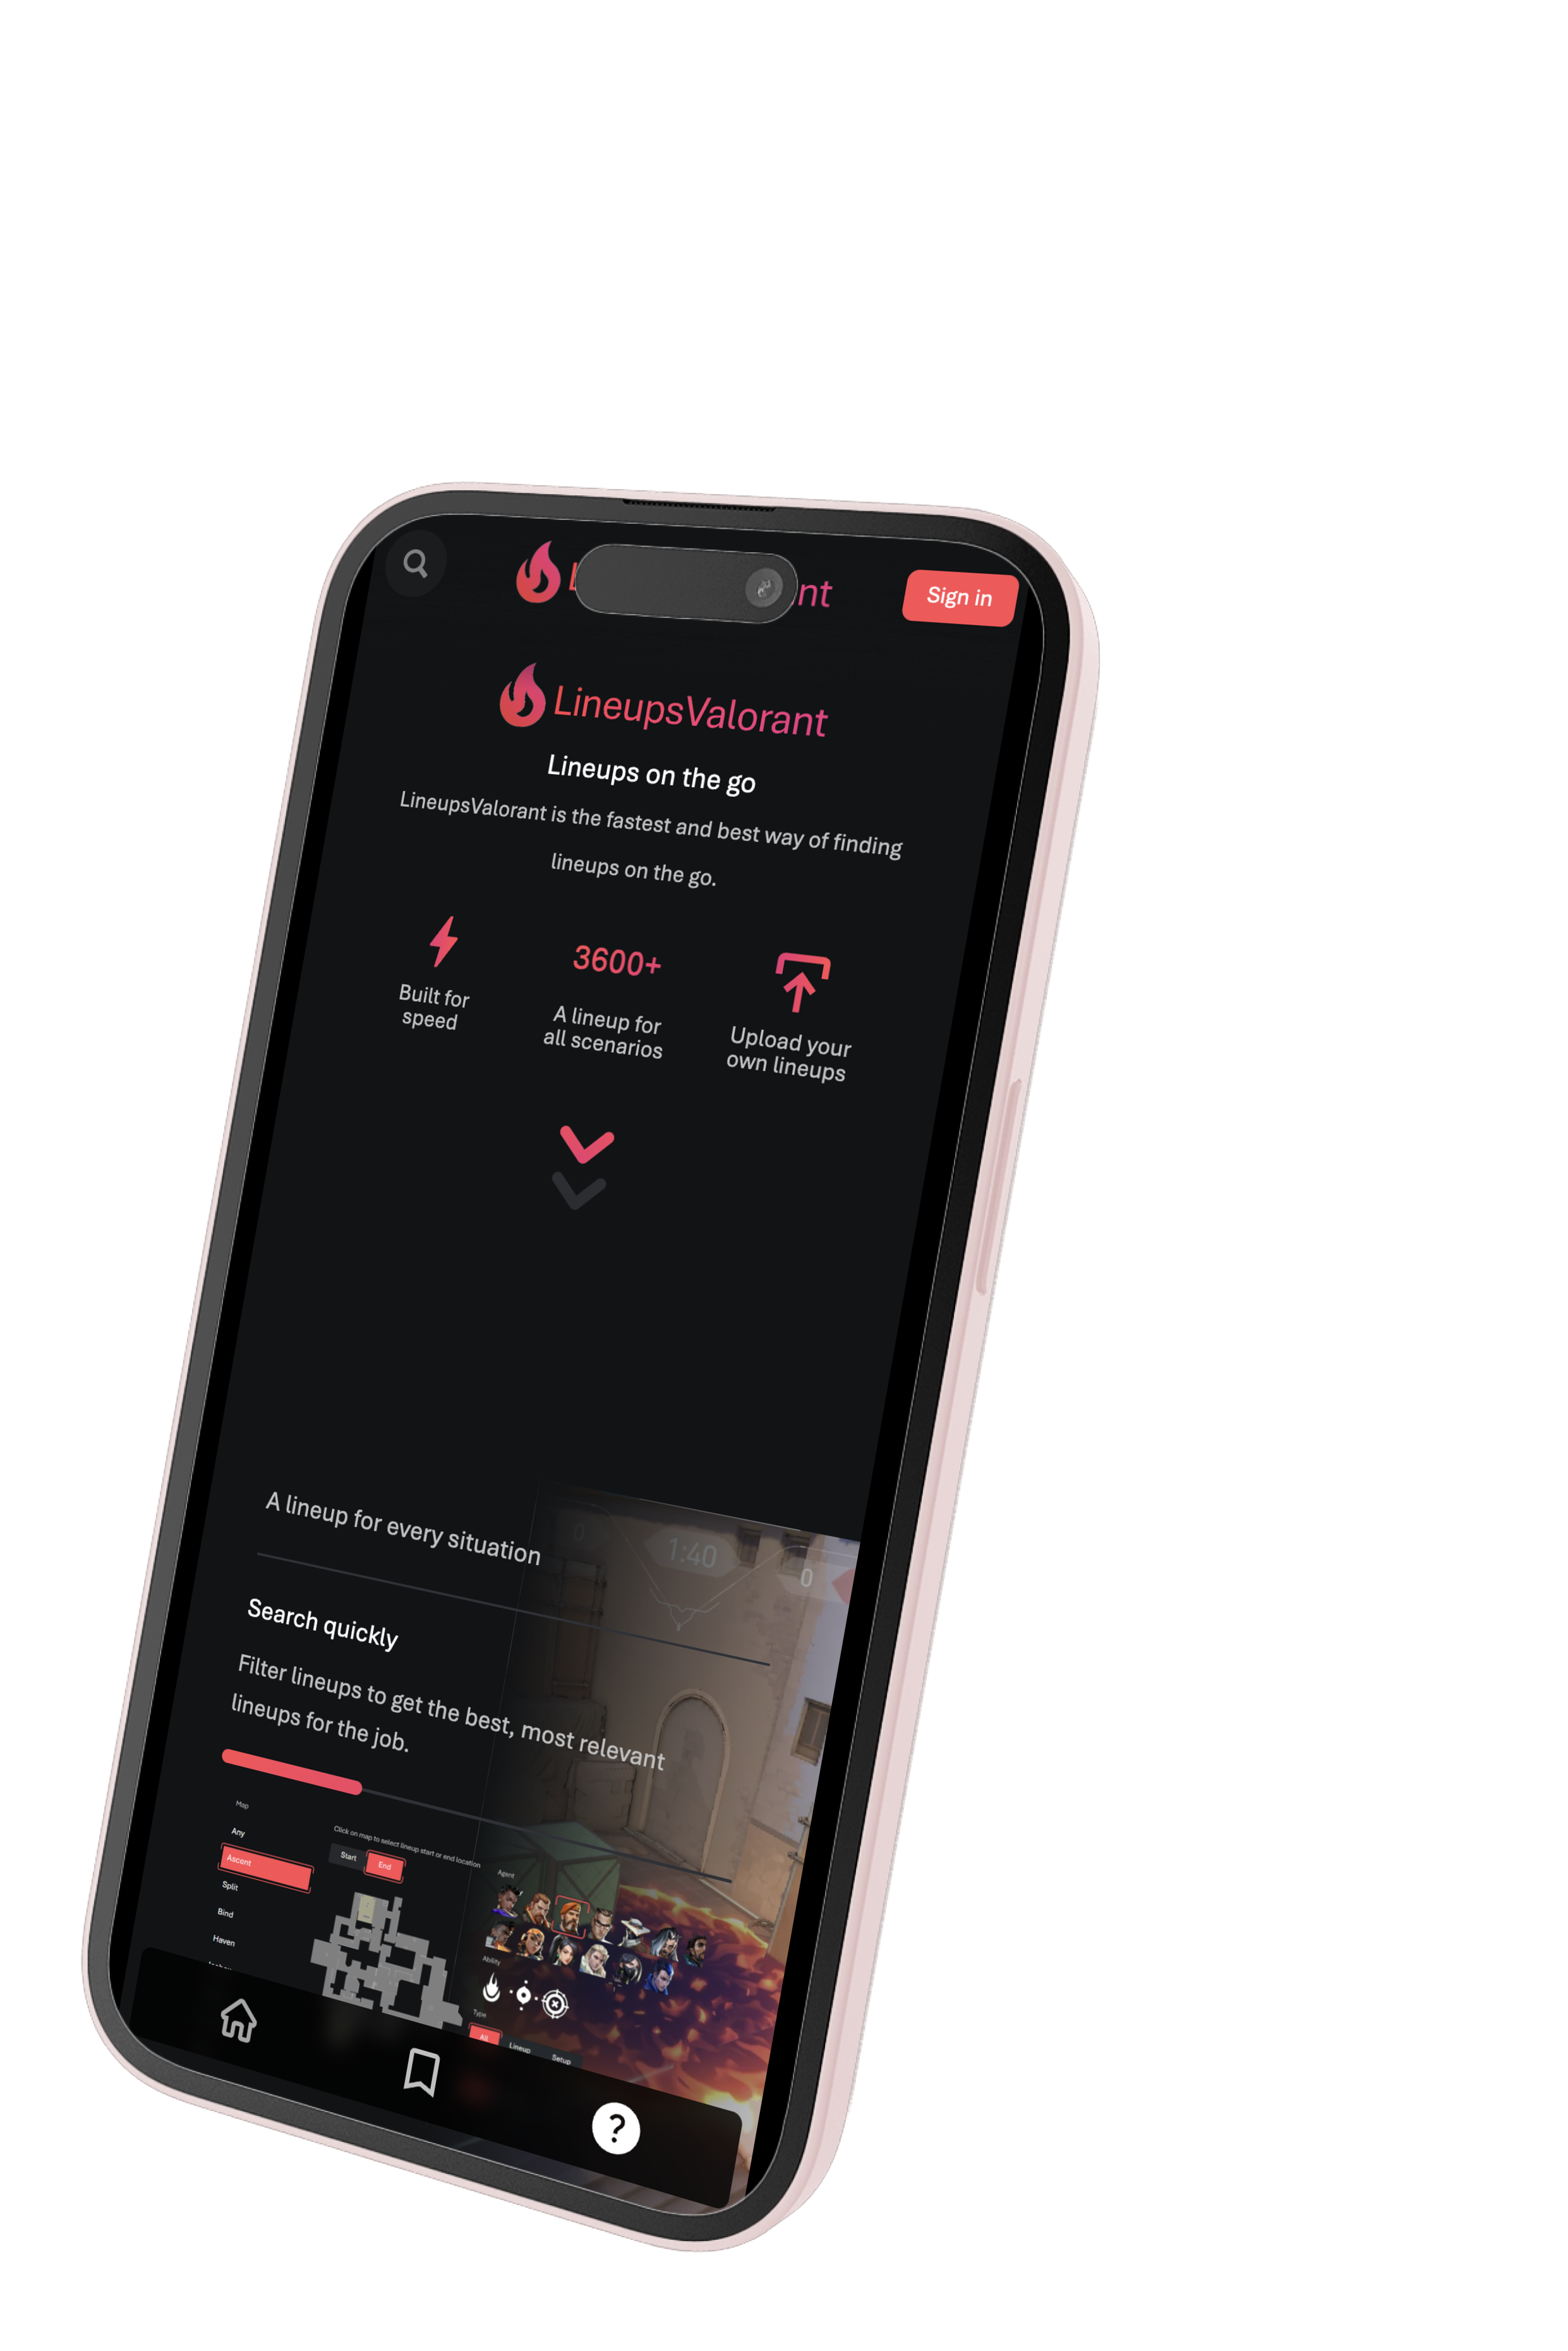 nt
Sign in
LineupsValorant
Lineups on the go
LineupsValorant is the fastest and best way of finding
lineups on the go.
3600+
Built for
speed
A lineup for
all scenarios
Upload your
own lineups
A lineup for every situation
0
1:40
0
Search quickly
Filter lineups to get the best, most relevant
lineups for the job.
Map
Any
Ascent
Split
Bind
Haven
Click on map to select lineup start or end location
Start
End
Agent
Ability
Type
All
Lineup
Setup
?